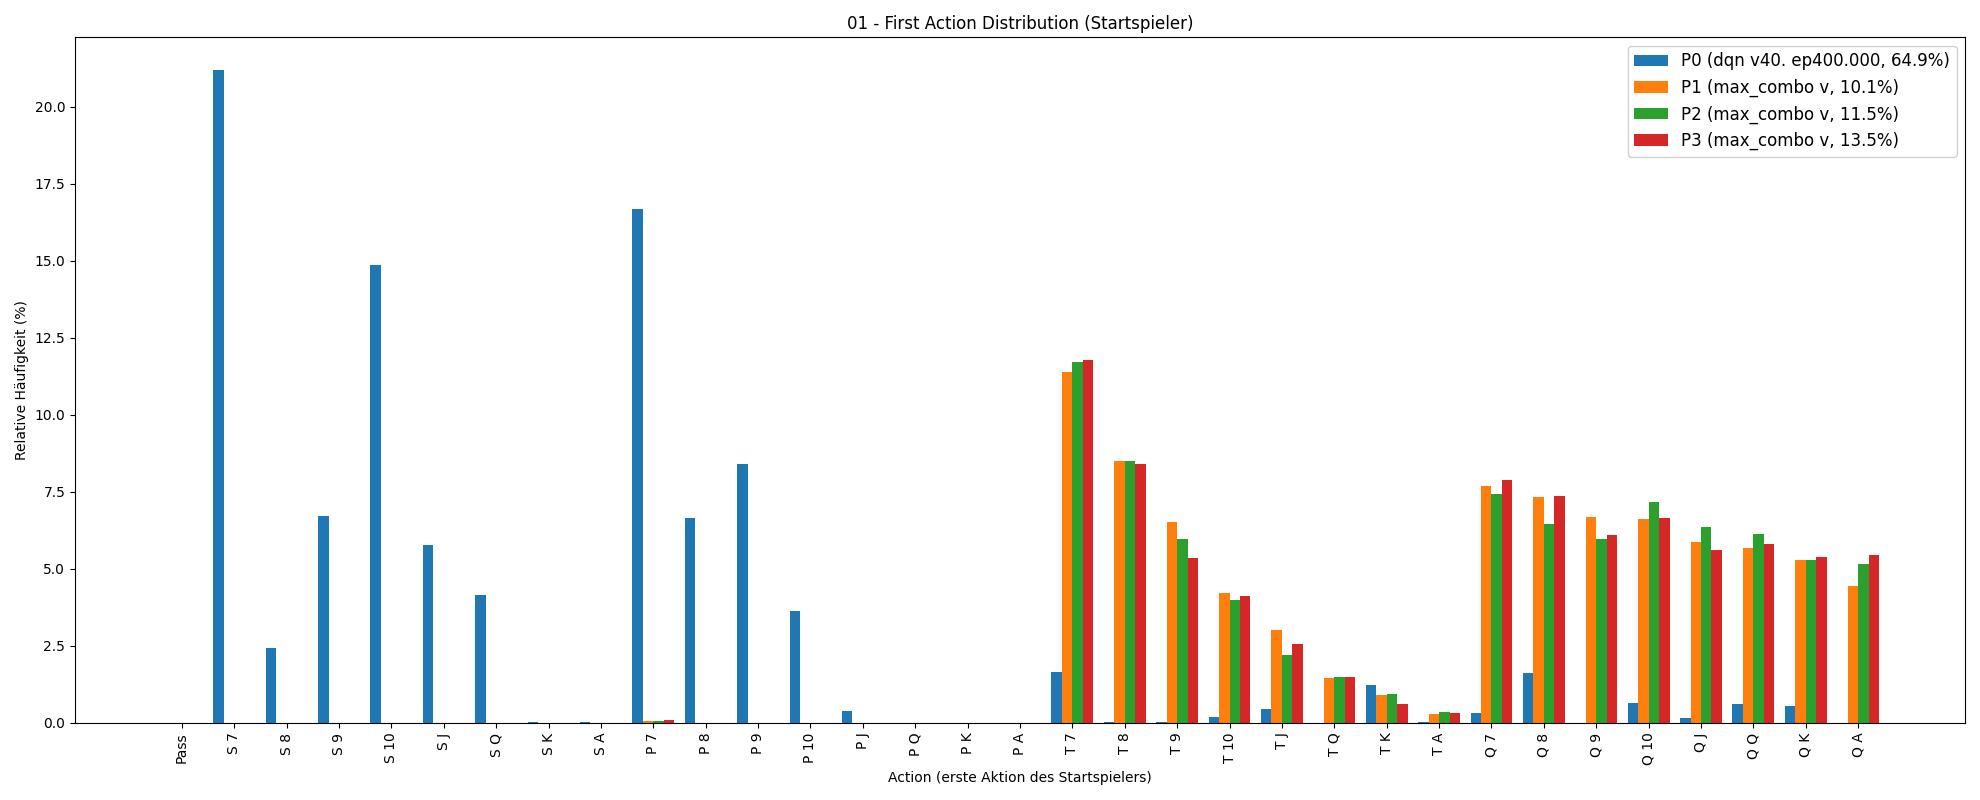 01 - First Action Distribution (Startspieler)
P0 (dqn v40. ep400.000, 64.9%)
P1 (max_combo v, 10.1%)
P2 (max_combo v, 11.5%)
P3 (max_combo v, 13.5%)
Relative Häufigkeit (%)
20.0
17.5
15.0
12.5
10.0
7.5
5.0
2.5
0.0
Pass
S 7
S 8
S 9
S 10
S J
S Q
S K
S A
P 7
P 8
P 9
P 10
P J
P Q
P K
P A
T 7
T 8
T 9
T 10
T J
T Q
T K
T A
Q 7
Q 8
Q 9
Q 10
Q J
Q Q
Q K
Q A
Action (erste Aktion des Startspielers)